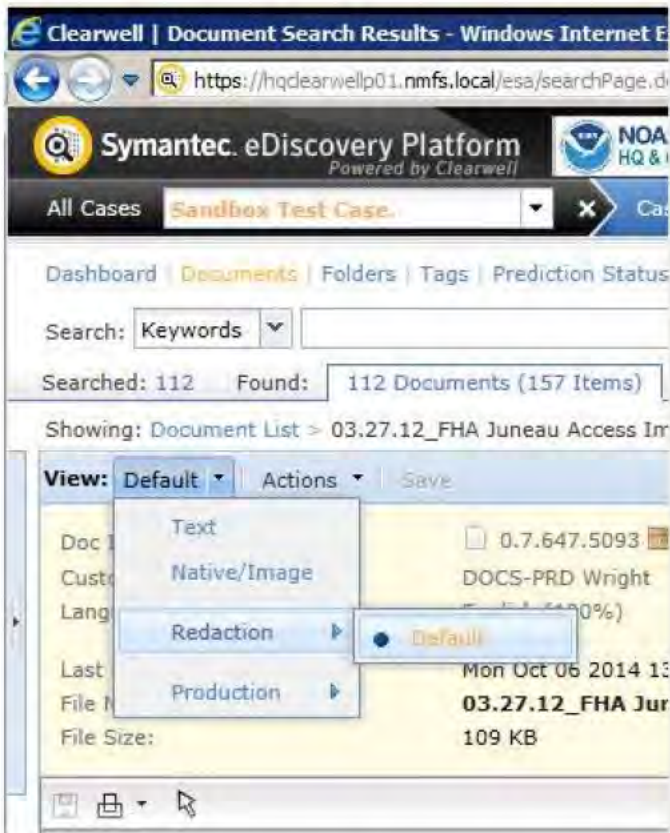 Clearwell | Document Search Results - Windows Internet E
https://hqclearwellp01.nmfs.local/esa/searchPage.d
Symantec. eDiscovery Platform
Powered by Clearwell
NOA
HQ &
All Cases Sandbox Test Case. Cas
Dashboard | Documents | Folders | Tags | Prediction Status
Search: Keywords
Searched: 112 Found: 112 Documents (157 Items)
Showing: Document List > 03.27.12_FHA Juneau Access Im
View: Default Actions Save
Text
Doc I 0.7.647.5093
Native/Image
Custo DOCS-PRD Wright
Lang 0%)
Redaction Default
Last Mon Oct 06 2014 13
Production
File N 03.27.12_FHA Jur
File Size: 109 KB